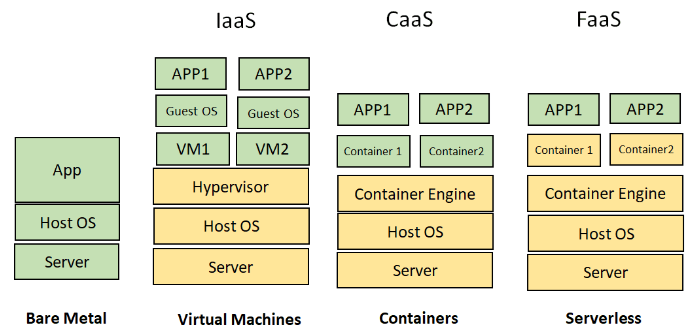 IaaS
CaaS
FaaS
APP1 APP2
Guest OS Guest OS
VM1 VM2
Hypervisor
Host OS
Server
APP1 APP2
Container 1 Container2
Container Engine
Host OS
Server
APP1 APP2
Container 1 Container2
Container Engine
Host OS
Server
App
Host OS
Server
Bare Metal
Virtual Machines
Containers
Serverless